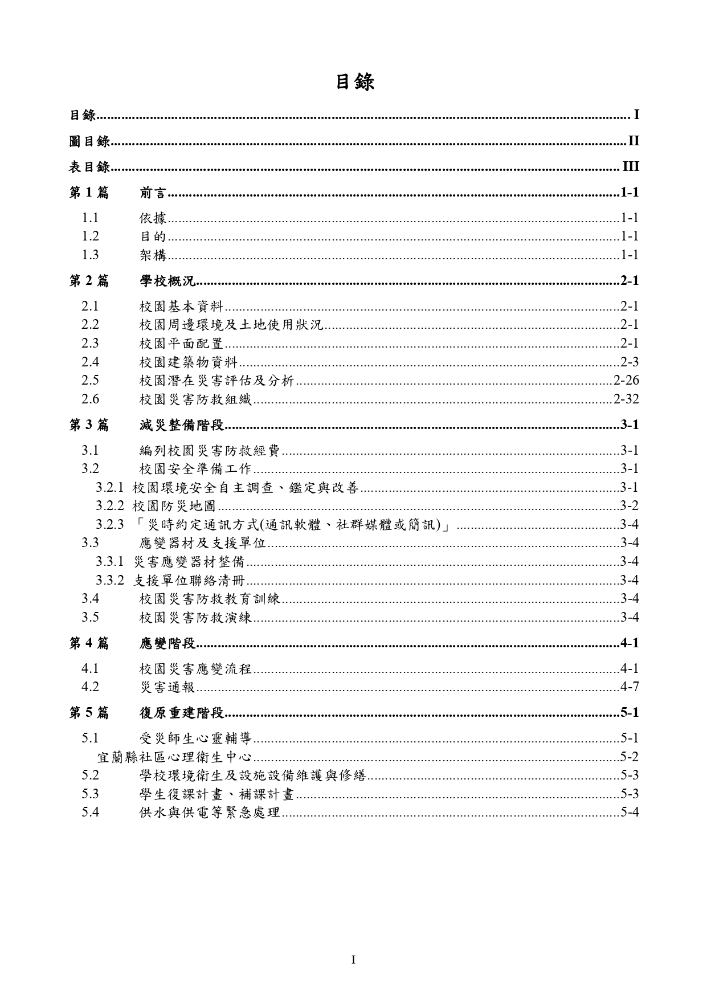 目錄
目錄 I
圖目錄 II
表目錄 III
第 1 篇 前言 1-1
1.1 依據 1-1
1.2 目的 1-1
1.3 架構 1-1
第 2 篇 學校概況 2-1
2.1 校園基本資料 2-1
2.2 校園周邊環境及土地使用狀況 2-1
2.3 校園平面配置 2-1
2.4 校園建築物資料 2-3
2.5 校園潛在災害評估及分析 2-26
2.6 校園災害防救組織 2-32
第 3 篇 減災整備階段 3-1
3.1 編列校園災害防救經費 3-1
3.2 校園安全準備工作 3-1
3.2.1 校園環境安全自主調查、鑑定與改善 3-1
3.2.2 校園防災地圖 3-2
3.2.3 「災時約定通訊方式(通訊軟體、社群媒體或簡訊)」 3-4
3.3 應變器材及支援單位 3-4
3.3.1 災害應變器材整備 3-4
3.3.2 支援單位聯絡清冊 3-4
3.4 校園災害防救教育訓練 3-4
3.5 校園災害防救演練 3-4
第 4 篇 應變階段 4-1
4.1 校園災害應變流程 4-1
4.2 災害通報 4-7
第 5 篇 復原重建階段 5-1
5.1 受災師生心靈輔導 5-1
宜蘭縣社區心理衛生中心 5-2
5.2 學校環境衛生及設施設備維護與修繕 5-3
5.3 學生復課計畫、補課計畫 5-3
5.4 供水與供電等緊急處理 5-4
I